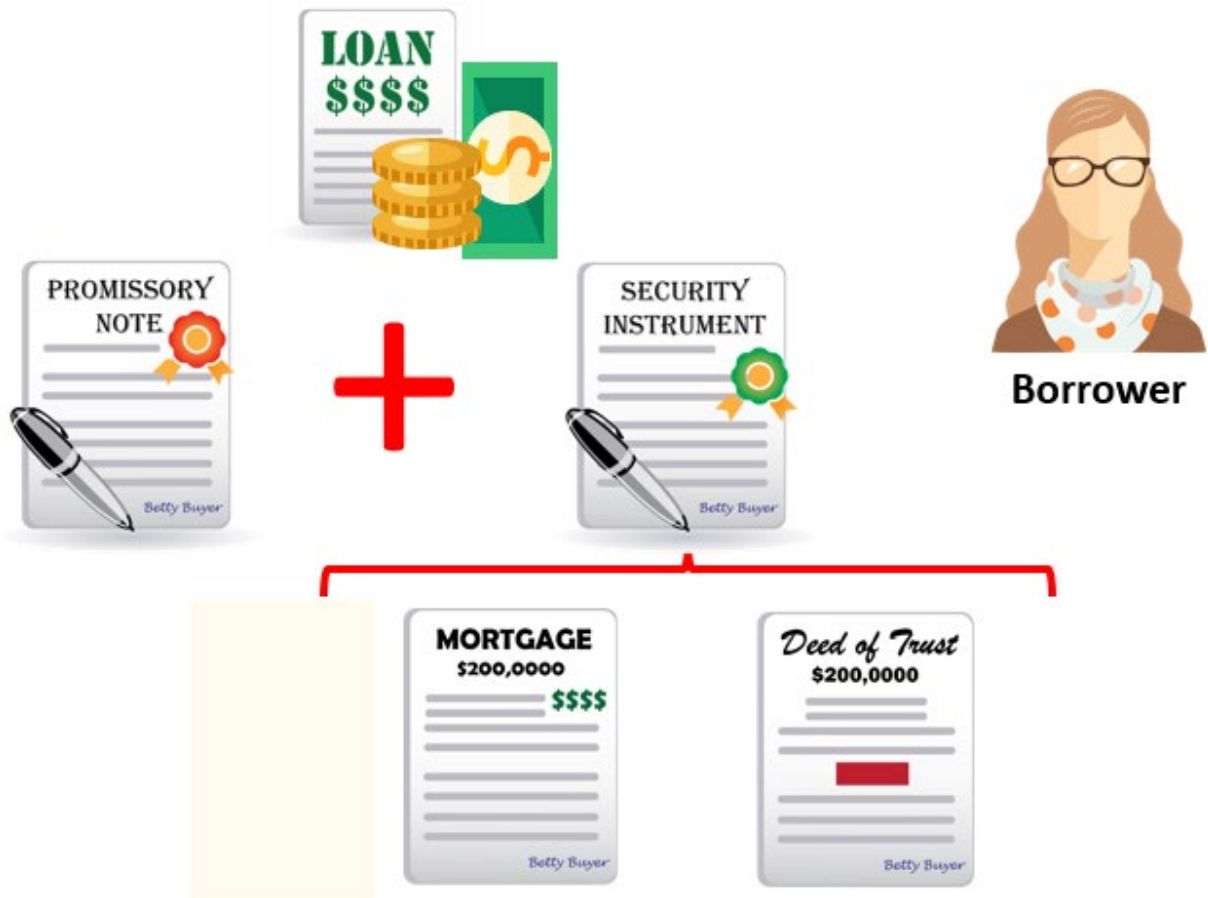 LOAN
$$$$
PROMISSORY
NOTE
Betty Buyer
SECURITY
INSTRUMENT
Betty Buyer
Borrower
MORTGAGE
$200,0000
$$$$
Betty Buyer
Deed of Trust
$200,0000
Betty Buyer